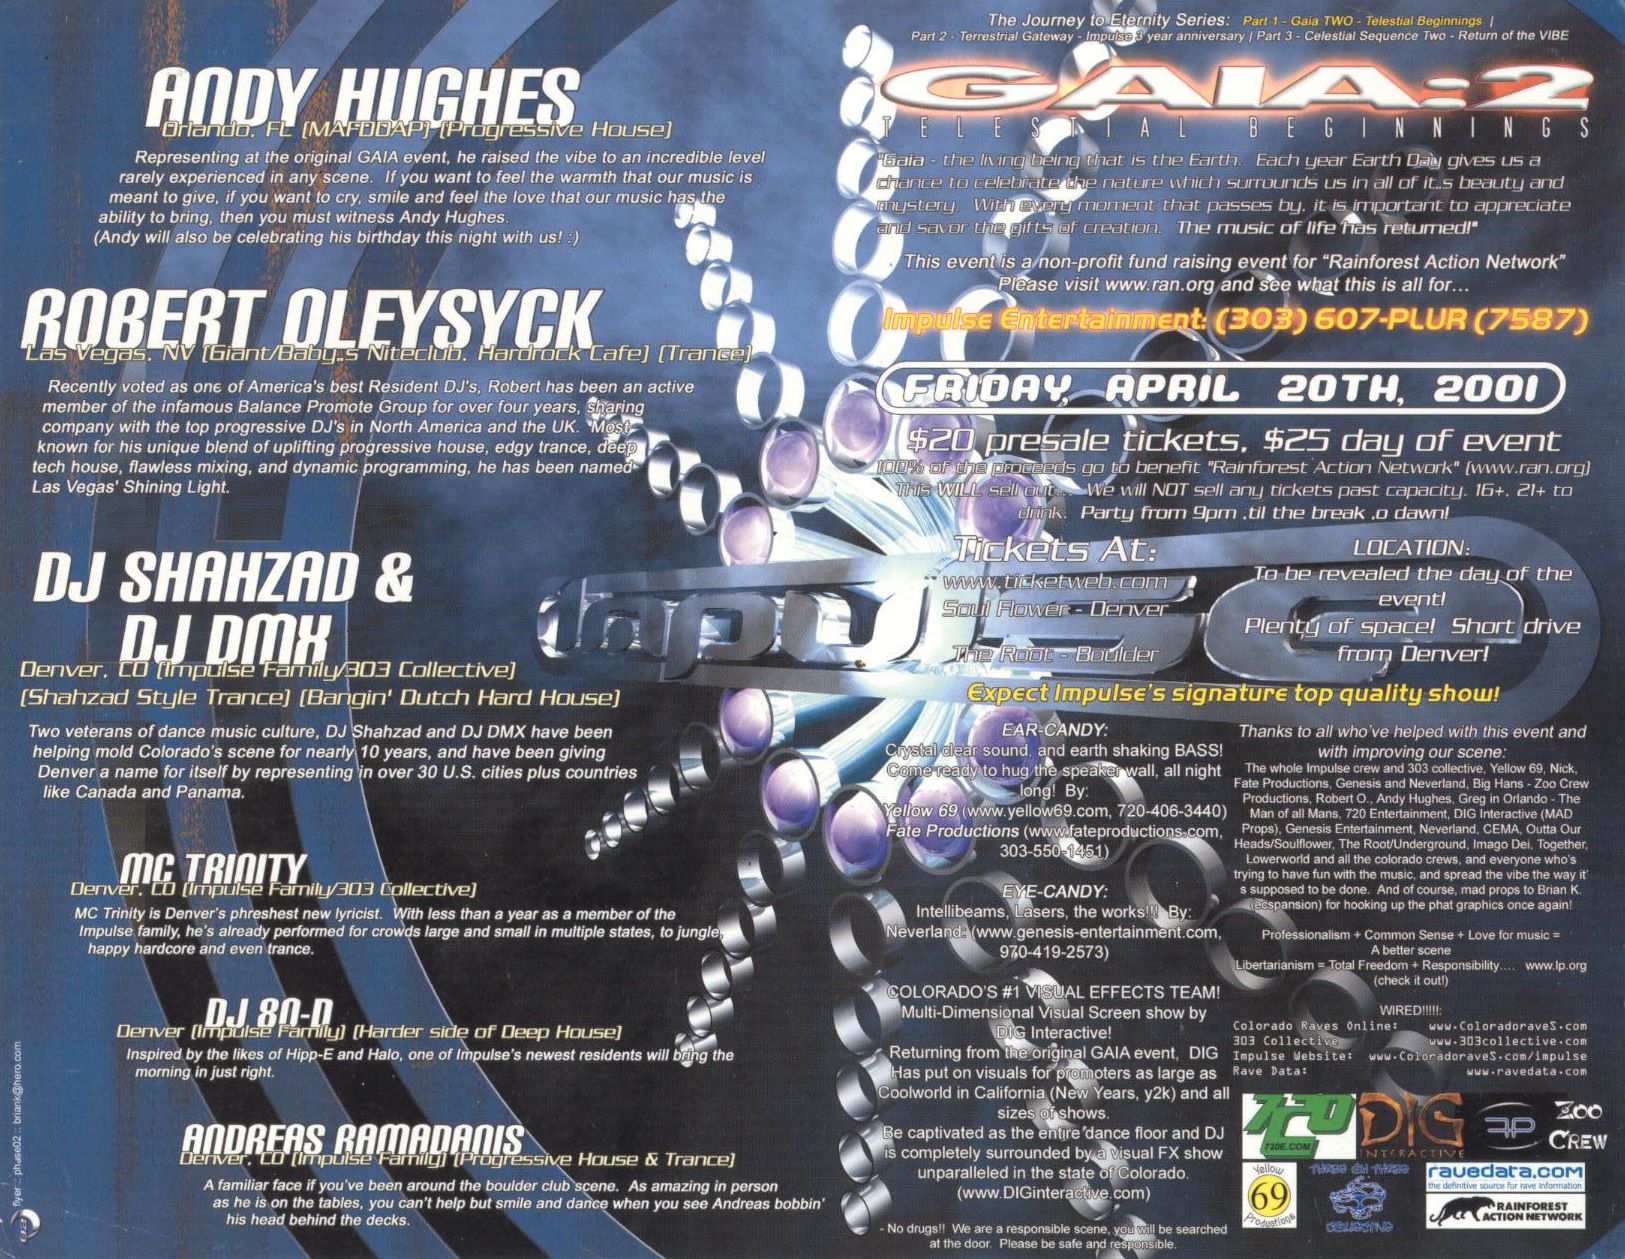 ANDY HUGHES
Orlando, FL (MAFDDAP) (Progressive House)
Representing at the original GAIA event, he raised the vibe to an incredible level
rarely experienced in any scene. If you want to feel the warmth that our music is
meant to give, if you want to cry, smile and feel the love that our music has the
ability to bring, then you must witness Andy Hughes.
(Andy will also be celebrating his birthday this night with us! :)
ROBERT OLEYSYCK
Las Vegas, NV (Giant/Baby,s Niteclub, Hardrock Cafe) (Trance)
Recently voted as one of America's best Resident DJ's, Robert has been an active
member of the infamous Balance Promote Group for over four years, sharing
company with the top progressive DJ's in North America and the UK. Most
known for his unique blend of uplifting progressive house, edgy trance, deep
tech house, flawless mixing, and dynamic programming, he has been named
Las Vegas' Shining Light.
DJ SHAHZAD &
DJ DMX
Denver, CO (Impulse Family/303 Collective)
(Shahzad Style Trance) (Bangin' Dutch Hard House)
Two veterans of dance music culture, DJ Shahzad and DJ DMX have been
helping mold Colorado's scene for nearly 10 years, and have been giving
Denver a name for itself by representing in over 30 U.S. cities plus countries
like Canada and Panama.
MC TRINITY
Denver, CO (Impulse Family/303 Collective)
MC Trinity is Denver's phreshest new lyricist. With less than a year as a member of the
Impulse family, he's already performed for crowds large and small in multiple states, to jungle,
happy hardcore and even trance.
DJ 80-D
Denver (Impulse Family) (Harder side of Deep House)
Inspired by the likes of Hipp-E and Halo, one of Impulse's newest residents will bring the
morning in just right.
ANDREAS RAMADANIS
Denver, CO (Impulse Family) (Progressive House & Trance)
A familiar face if you've been around the boulder club scene. As amazing in person
as he is on the tables, you can't help but smile and dance when you see Andreas bobbin'
his head behind the decks.
flyer :: phase02 :: briank@hero.com
The Journey to Eternity Series: Part 1 - Gaia TWO - Telestial Beginnings |
Part 2 - Terrestrial Gateway - Impulse 3 year anniversary | Part 3 - Celestial Sequence Two - Return of the VIBE
GAIA:2
TELESTIAL BEGINNINGS
"Gaia - the living being that is the Earth. Each year Earth Day gives us a
chance to celebrate the nature which surrounds us in all of it,s beauty and
mystery. With every moment that passes by, it is important to appreciate
and savor the gifts of creation. The music of life has returned!"
This event is a non-profit fund raising event for "Rainforest Action Network"
Please visit www.ran.org and see what this is all for...
Impulse Entertainment: (303) 607-PLUR (7587)
FRIDAY, APRIL 20TH, 2001
$20 presale tickets, $25 day of event
100% of the proceeds go to benefit "Rainforest Action Network" (www.ran.org)
This WILL sell out... We will NOT sell any tickets past capacity. 16+, 21+ to
drink. Party from 9pm ,til the break ,o dawn!
Tickets At:
www.ticketweb.com
Soul Flower - Denver
The Root - Boulder
LOCATION:
To be revealed the day of the
event!
Plenty of space! Short drive
from Denver!
Impulse
Expect Impulse's signature top quality show!
EAR-CANDY:
Crystal clear sound, and earth shaking BASS!
Come ready to hug the speaker wall, all night
long! By:
Yellow 69 (www.yellow69.com, 720-406-3440)
Fate Productions (www.fateproductions.com,
303-550-1451)
EYE-CANDY:
Intellibeams, Lasers, the works!!! By:
Neverland: (www.genesis-entertainment.com,
970-419-2573)
COLORADO'S #1 VISUAL EFFECTS TEAM!
Multi-Dimensional Visual Screen show by
DIG Interactive!
Returning from the original GAIA event, DIG
Has put on visuals for promoters as large as
Coolworld in California (New Years, y2k) and all
sizes of shows.
Be captivated as the entire dance floor and DJ
is completely surrounded by a visual FX show
unparalleled in the state of Colorado.
(www.DIGinteractive.com)
- No drugs!! We are a responsible scene, you will be searched
at the door. Please be safe and responsible.
Thanks to all who've helped with this event and
with improving our scene:
The whole Impulse crew and 303 collective, Yellow 69, Nick,
Fate Productions, Genesis and Neverland, Big Hans - Zoo Crew
Productions, Robert O., Andy Hughes, Greg in Orlando - The
Man of all Mans, 720 Entertainment, DIG Interactive (MAD
Props), Genesis Entertainment, Neverland, CEMA, Outta Our
Heads/Soulflower, The Root/Underground, Imago Dei, Together,
Lowerworld and all the colorado crews, and everyone who's
trying to have fun with the music, and spread the vibe the way it'
s supposed to be done. And of course, mad props to Brian K.
(ecspansion) for hooking up the phat graphics once again!
Professionalism + Common Sense + Love for music =
A better scene
Libertarianism = Total Freedom + Responsibility.... www.lp.org
(check it out!)
WIRED!!!!!:
Colorado Raves Online: www.ColoradoraveS.com
303 Collective www.303collective.com
Impulse Website: www.ColoradoraveS.com/impulse
Rave Data: www.ravedata.com
720
720E.COM
DIG
INTERACTIVE
FP
ZOO
CREW
Yellow
69
Productions
THREE OH THREE
COLLECTIVE
ravedata.com
the definitive source for rave information
RAINFOREST
ACTION NETWORK